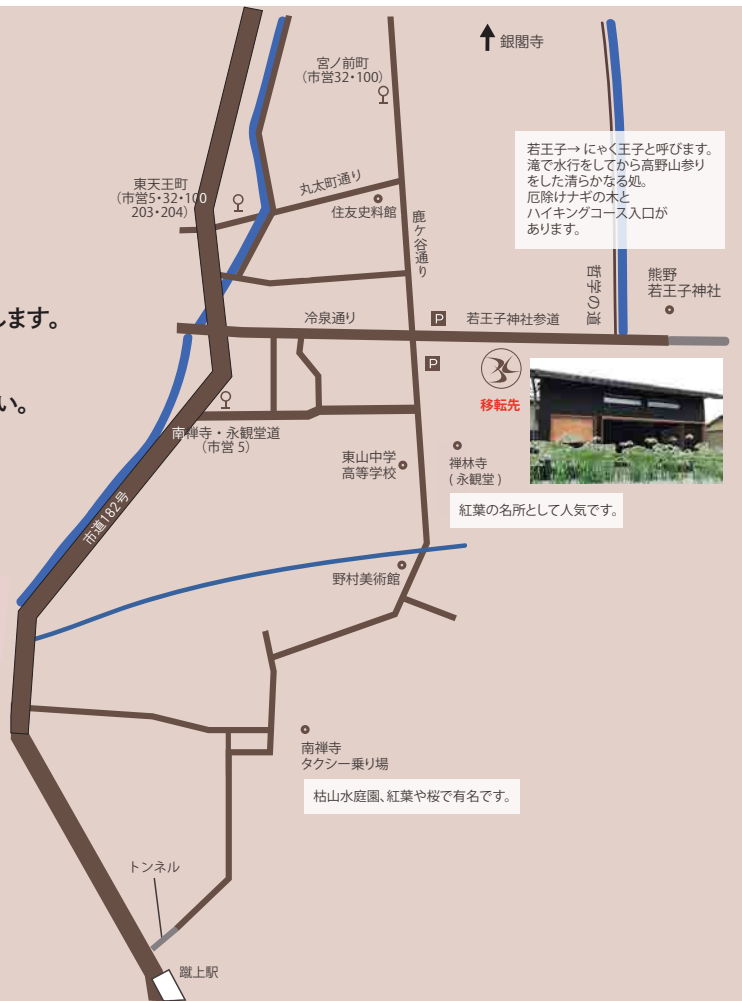 銀閣寺
宮ノ前町
(市営32・100)
若王子→にゃく王子と呼びます。
滝で水行をしてから高野山参り
をした清らかなる処。
厄除けナギの木と
ハイキングコース入口が
あります。
東天王町
(市営5・32・100
203・204)
丸太町通り
住友史料館
鹿ケ谷通り
哲学の道
熊野
若王子神社
します。
冷泉通り
P
若王子神社参道
P
移転先
い。
南禅寺・永観堂道
(市営 5)
東山中学
高等学校
禅林寺
( 永観堂 )
紅葉の名所として人気です。
市道182号
野村美術館
南禅寺
タクシー乗り場
枯山水庭園、紅葉や桜で有名です。
トンネル
蹴上駅